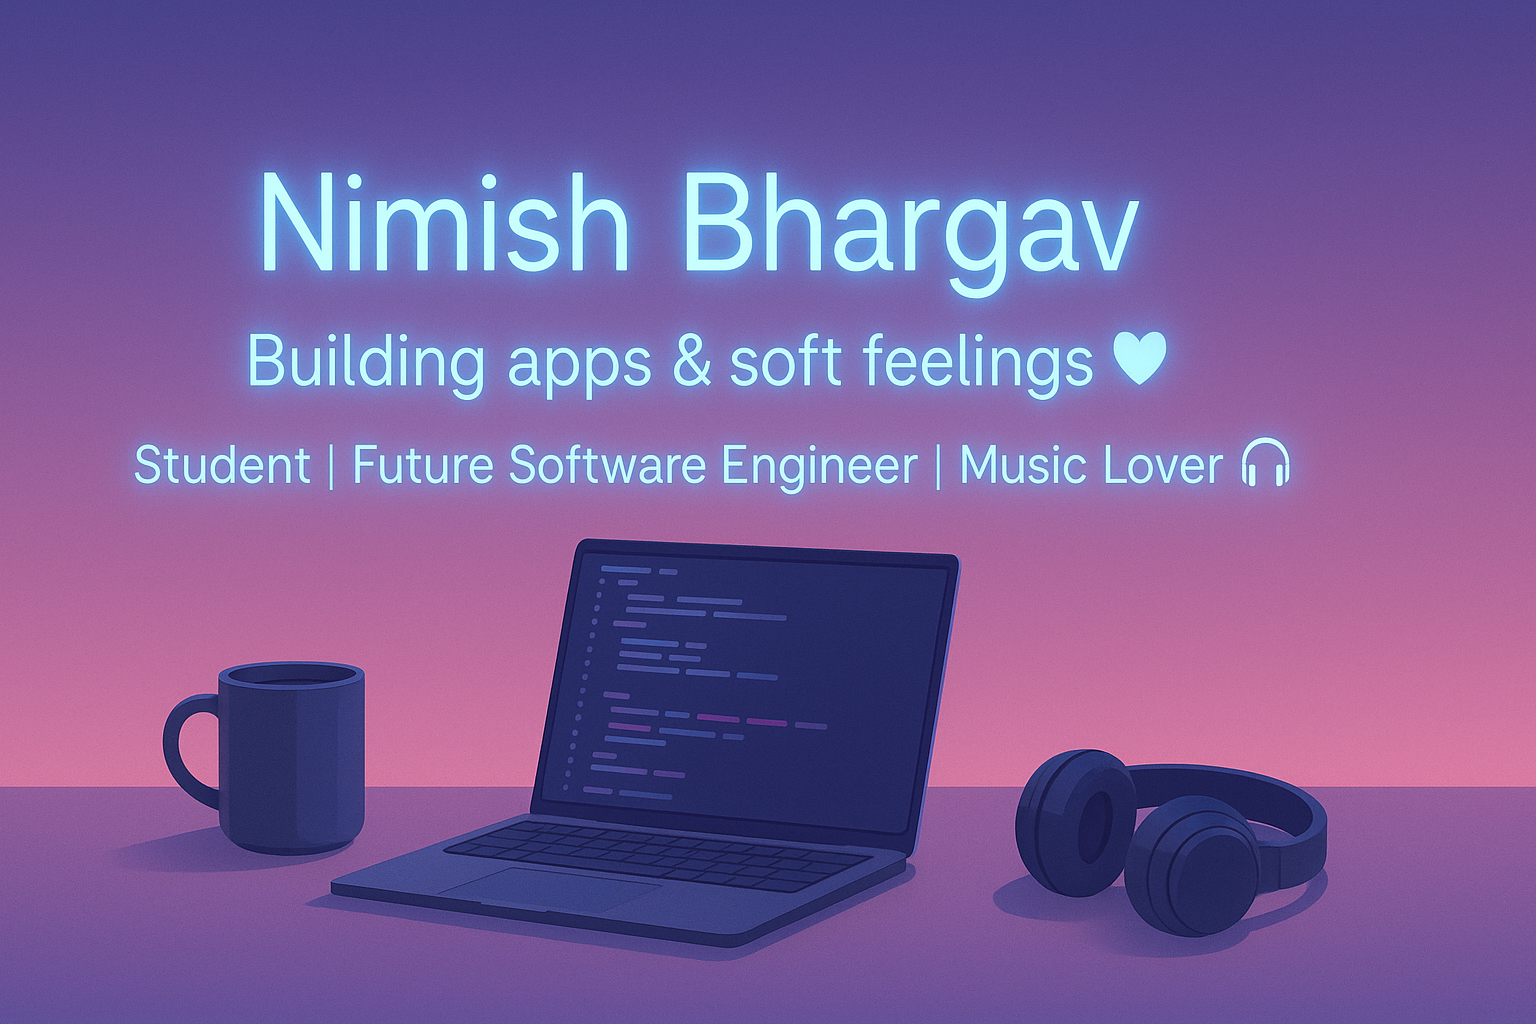 Nimish Bhargav
Building apps & soft feelings 🩵
Student | Future Software Engineer | Music Lover 🎧